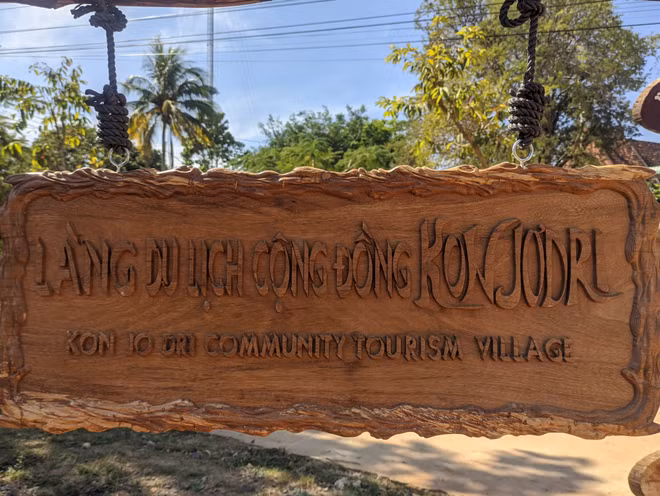 LÀNG DU LỊCH CỘNG ĐỒNG KON JƠDRI
KON JO DRI COMMUNITY TOURISM VILLAGE